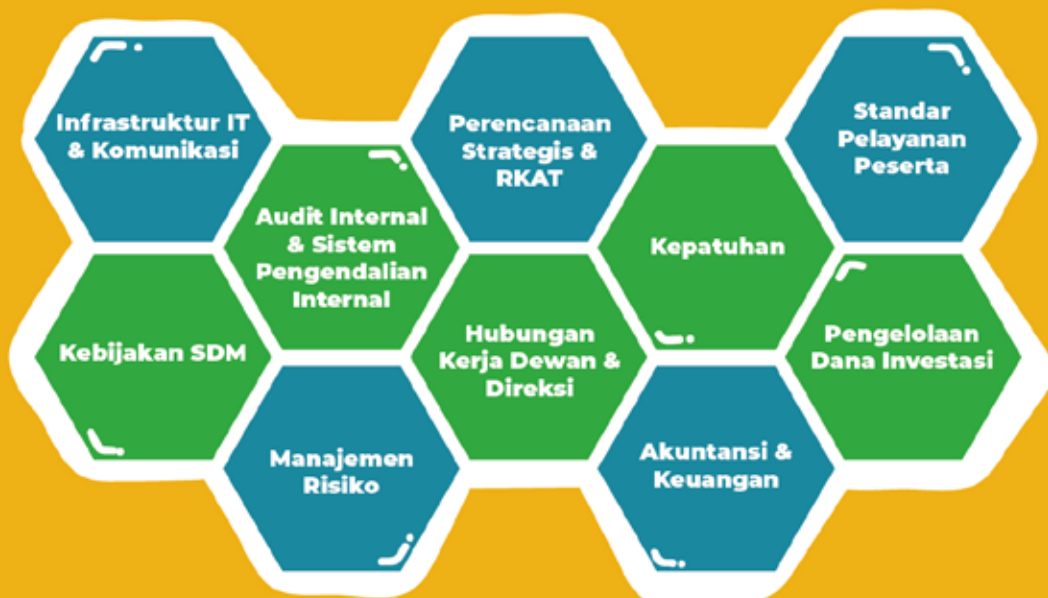 Infrastruktur IT
& Komunikasi
Perencanaan
Strategis &
RKAT
Standar
Pelayanan
Peserta
Audit Internal
& Sistem
Pengendalian
Internal
Kepatuhan
Kebijakan SDM
Hubungan
Kerja Dewan &
Direksi
Pengelolaan
Dana Investasi
Manajemen
Risiko
Akuntansi &
Keuangan